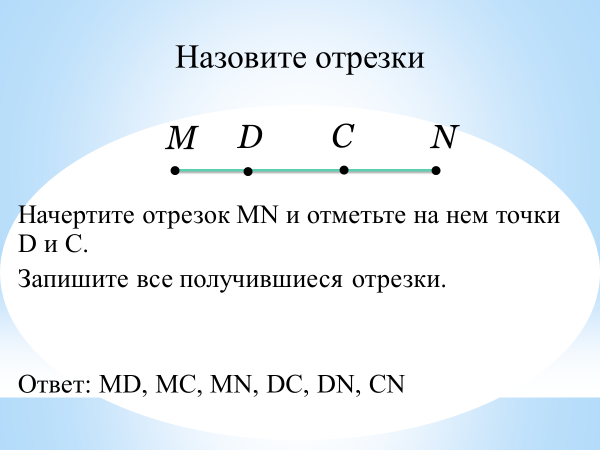 Назовите отрезки
M D C N
Начертите отрезок MN и отметьте на нем точки
D и C.
Запишите все получившиеся отрезки.
Ответ: MD, MC, MN, DC, DN, CN